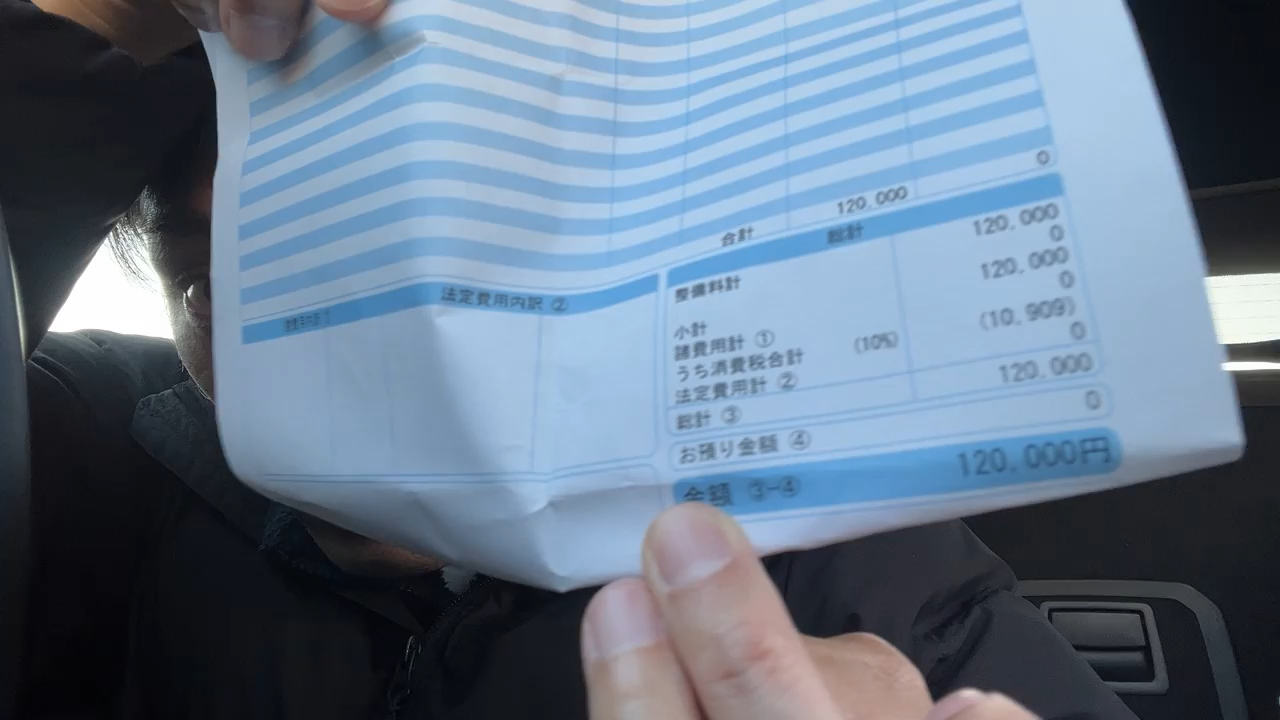 0
合計 120,000
総計
整備料計 120,000
0
小計 120,000
諸費用計 ① 0
うち消費税合計 (10%) (10,909)
法定費用計 ② 0
総計 ③ 120,000
お預り金額 ④ 0
金額 ③-④ 120,000円
法定費用内訳 ②